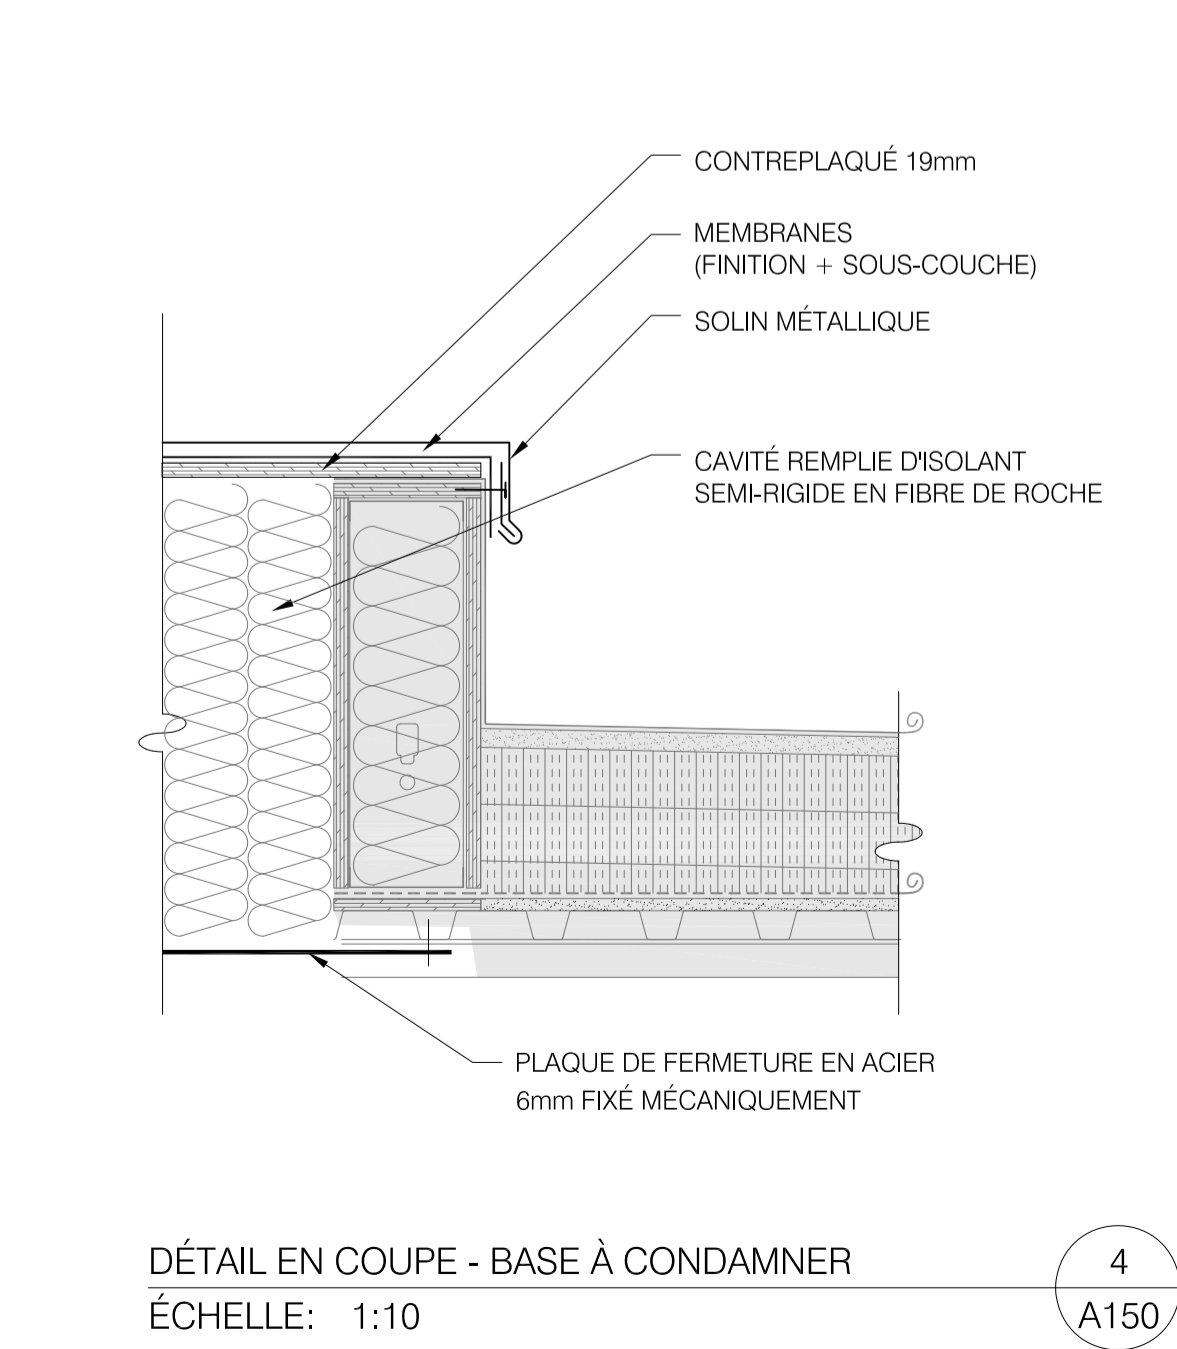 CONTREPLAQUÉ 19mm
MEMBRANES
(FINITION + SOUS-COUCHE)
SOLIN MÉTALLIQUE
CAVITÉ REMPLIE D'ISOLANT
SEMI-RIGIDE EN FIBRE DE ROCHE
PLAQUE DE FERMETURE EN ACIER
6mm FIXÉ MÉCANIQUEMENT
DÉTAIL EN COUPE - BASE À CONDAMNER
ÉCHELLE: 1:10
4
A150